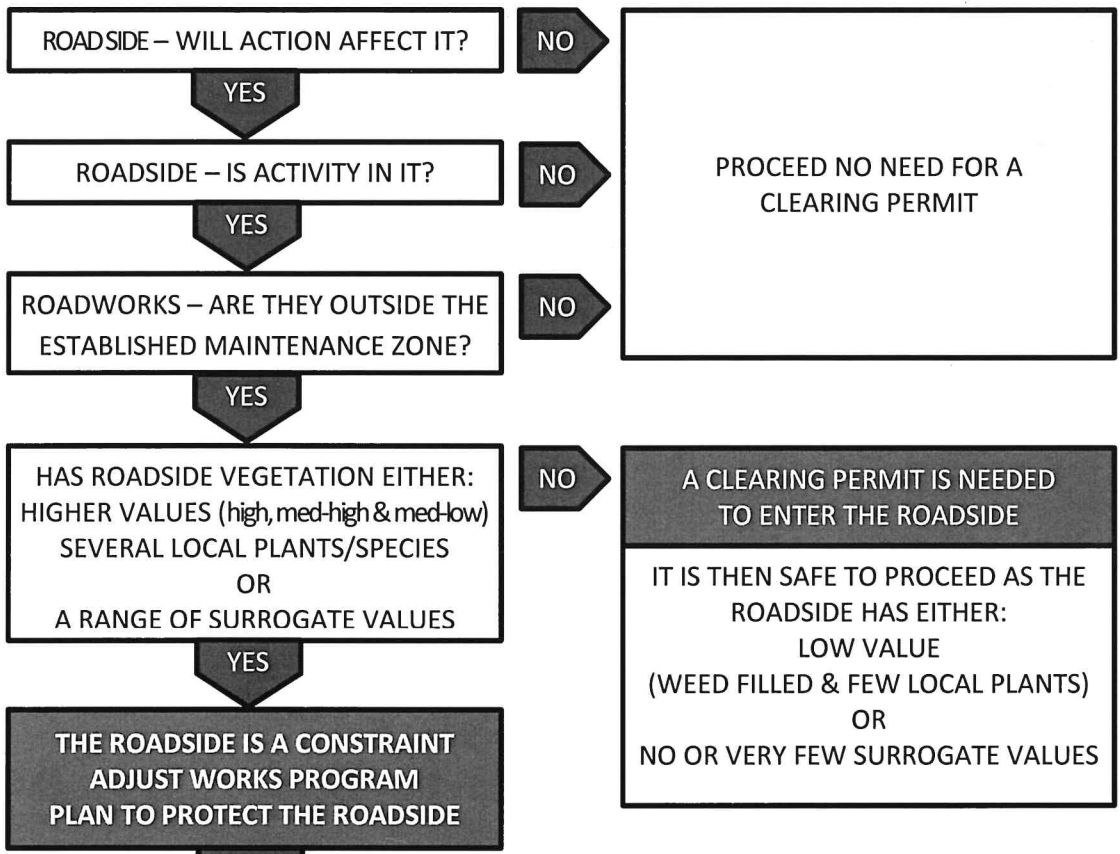 ROADSIDE – WILL ACTION AFFECT IT?
NO
YES
ROADSIDE – IS ACTIVITY IN IT?
NO
PROCEED NO NEED FOR A
CLEARING PERMIT
YES
ROADWORKS – ARE THEY OUTSIDE THE
ESTABLISHED MAINTENANCE ZONE?
NO
YES
HAS ROADSIDE VEGETATION EITHER:
HIGHER VALUES (high, med-high & med-low)
SEVERAL LOCAL PLANTS/SPECIES
OR
A RANGE OF SURROGATE VALUES
NO
A CLEARING PERMIT IS NEEDED
TO ENTER THE ROADSIDE
IT IS THEN SAFE TO PROCEED AS THE
ROADSIDE HAS EITHER:
LOW VALUE
(WEED FILLED & FEW LOCAL PLANTS)
OR
NO OR VERY FEW SURROGATE VALUES
YES
THE ROADSIDE IS A CONSTRAINT
ADJUST WORKS PROGRAM
PLAN TO PROTECT THE ROADSIDE